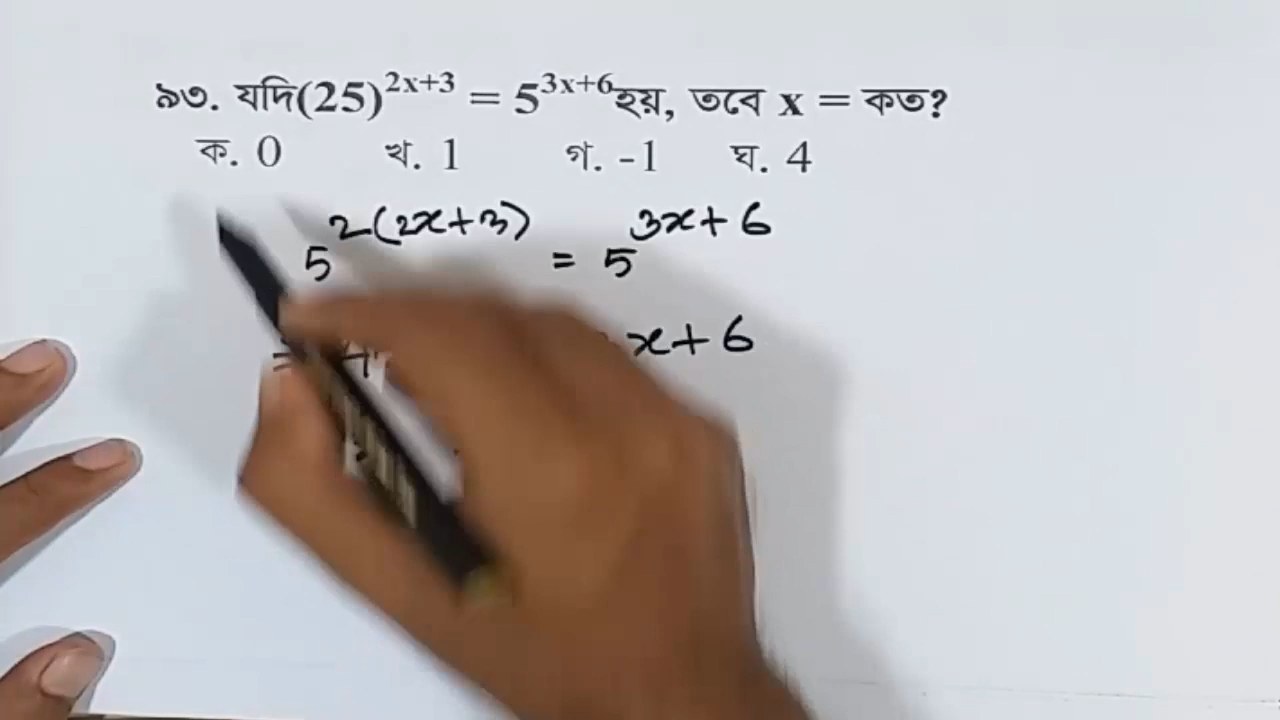 ৯৩. যদি(25)^{2x+3} = 5^{3x+6}হয়, তবে x = কত?
ক. 0 খ. 1 গ. -1 ঘ. 4
5^{2(2x+3)} = 5^{3x+6}
x+6